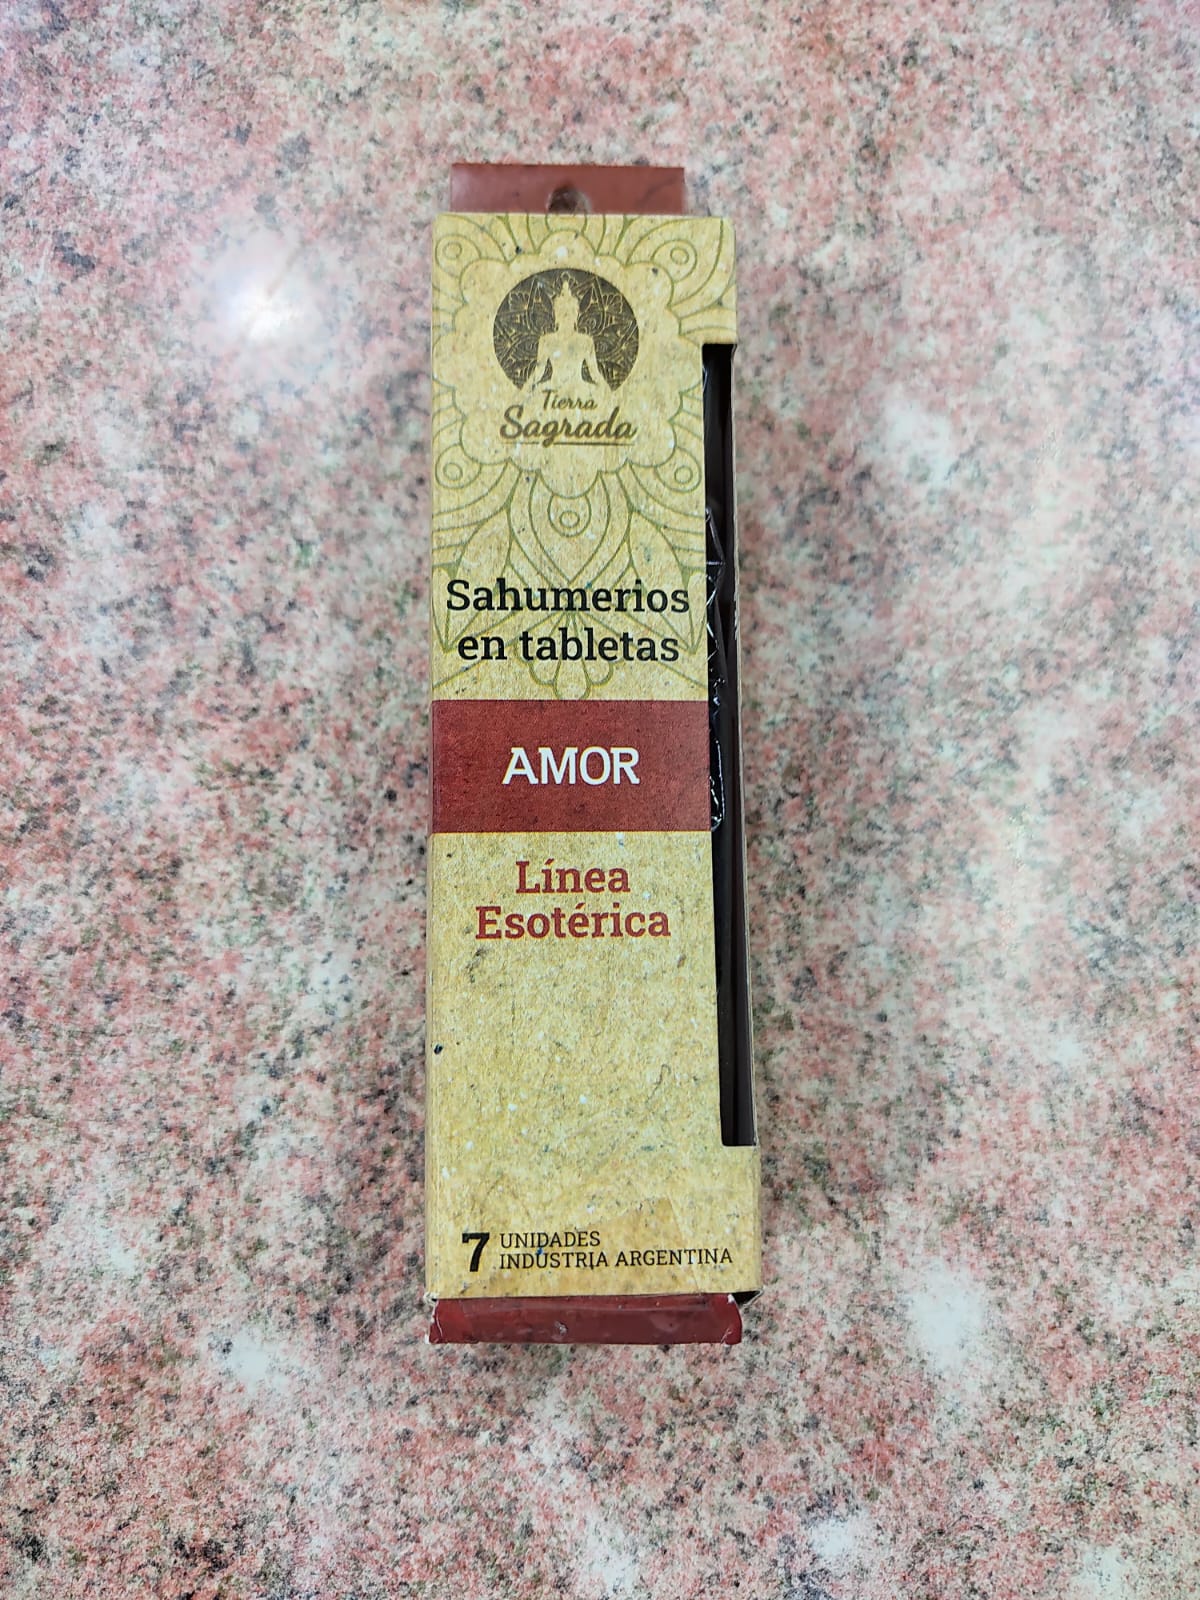 Tierra
Sagrada
Sahumerios
en tabletas
AMOR
Línea
Esotérica
7 UNIDADES
INDUSTRIA ARGENTINA